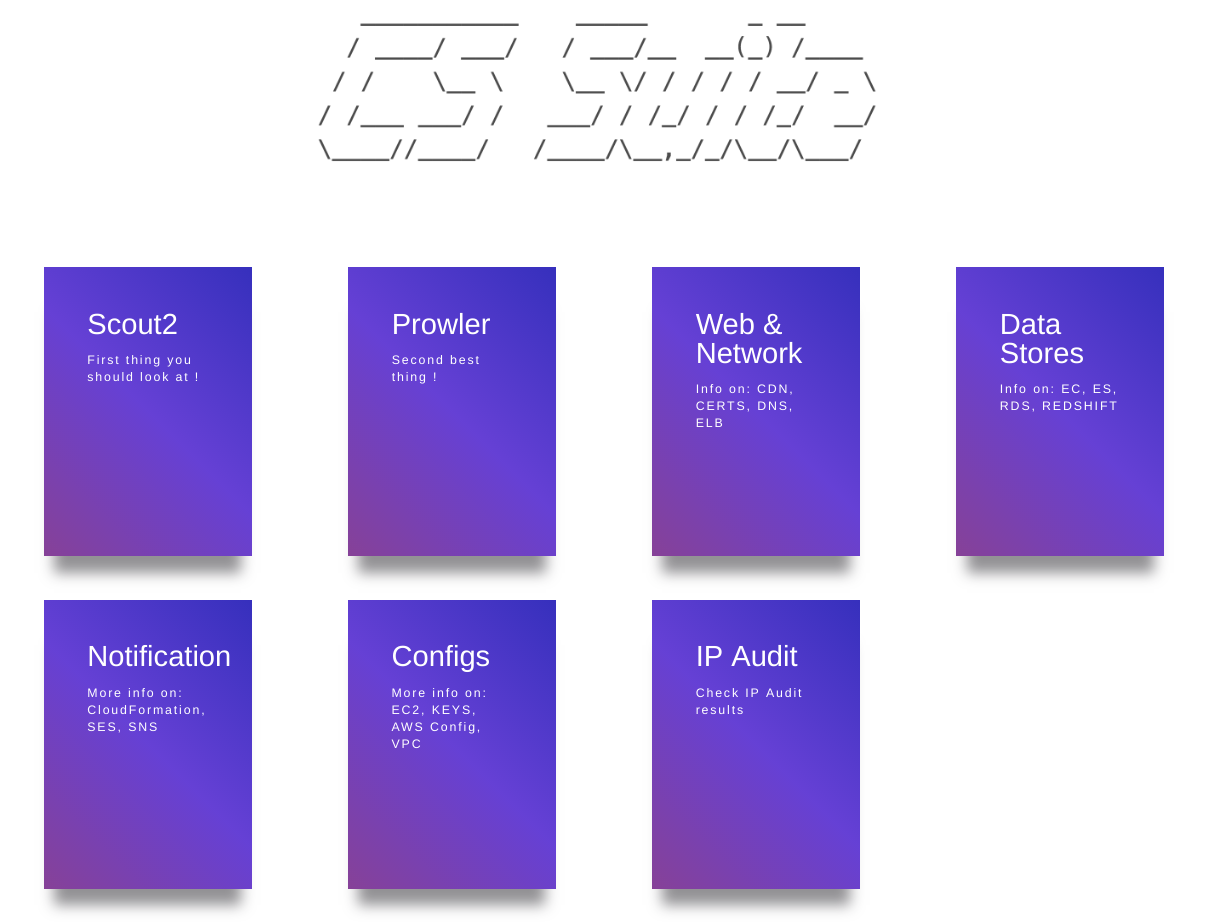 CS Suite
Scout2
First thing you
should look at !
Prowler
Second best
thing !
Web &
Network
Info on: CDN,
CERTS, DNS,
ELB
Data
Stores
Info on: EC, ES,
RDS, REDSHIFT
Notification
More info on:
CloudFormation,
SES, SNS
Configs
More info on:
EC2, KEYS,
AWS Config,
VPC
IP Audit
Check IP Audit
results